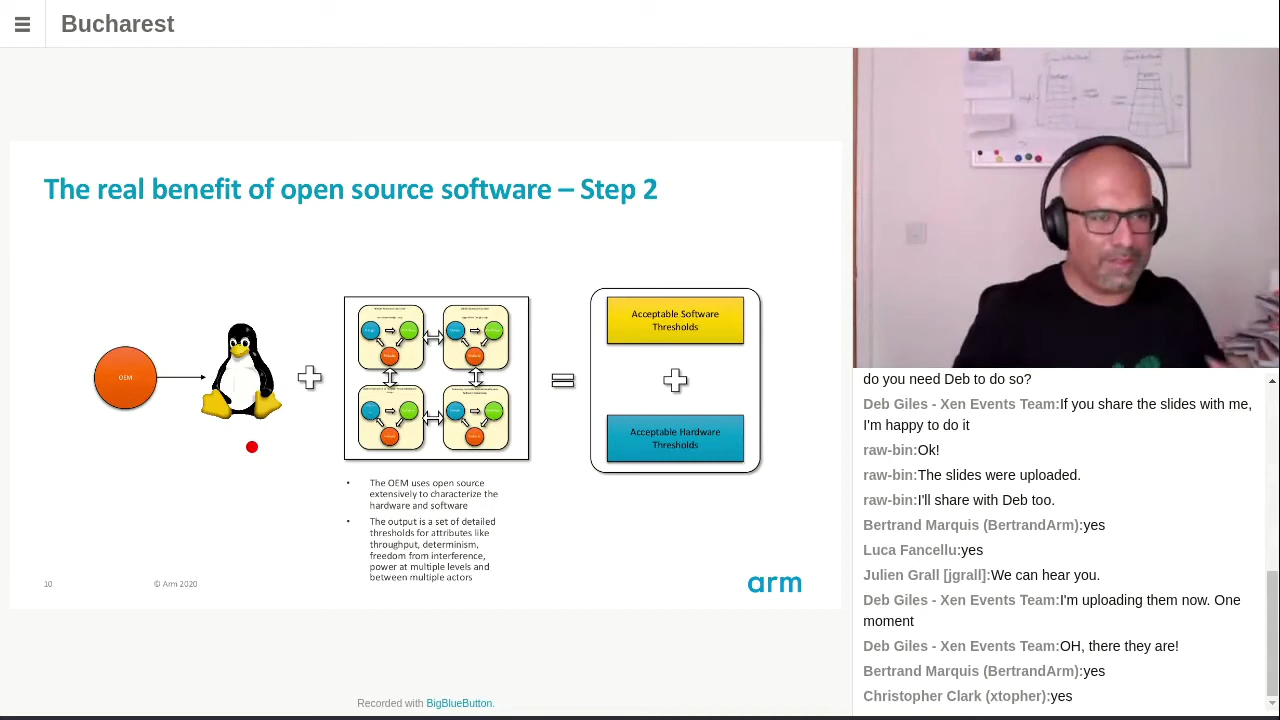 Bucharest
The real benefit of open source software – Step 2
OEM
Acceptable Software
Thresholds
Acceptable Hardware
Thresholds
• The OEM uses open source
extensively to characterize the
hardware and software
• The output is a set of detailed
thresholds for attributes like
throughput, determinism,
freedom from interference,
power at multiple levels and
between multiple actors
10
© Arm 2020
arm
Recorded with BigBlueButton.
do you need Deb to do so?
Deb Giles - Xen Events Team:If you share the slides with me,
I'm happy to do it
raw-bin:Ok!
raw-bin:The slides were uploaded.
raw-bin:I'll share with Deb too.
Bertrand Marquis (BertrandArm):yes
Luca Fancellu:yes
Julien Grall [jgrall]:We can hear you.
Deb Giles - Xen Events Team:I'm uploading them now. One
moment
Deb Giles - Xen Events Team:OH, there they are!
Bertrand Marquis (BertrandArm):yes
Christopher Clark (xtopher):yes